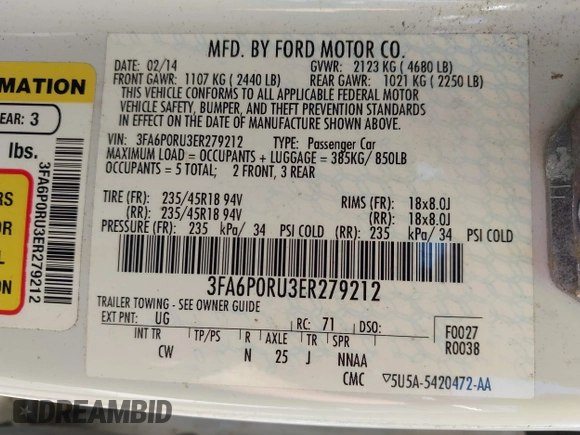 MFD. BY FORD MOTOR CO.
DATE: 02/14 GVWR: 2123 KG ( 4680 LB)
FRONT GAWR: 1107 KG ( 2440 LB) REAR GAWR: 1021 KG ( 2250 LB)
THIS VEHICLE CONFORMS TO ALL APPLICABLE FEDERAL MOTOR
VEHICLE SAFETY, BUMPER, AND THEFT PREVENTION STANDARDS
IN EFFECT ON THE DATE OF MANUFACTURE SHOWN ABOVE.
VIN: 3FA6P0RU3ER279212 TYPE: Passenger Car
MAXIMUM LOAD = OCCUPANTS + LUGGAGE = 385KG/ 850LB
OCCUPANTS = 5 TOTAL; 2 FRONT, 3 REAR
TIRE (FR): 235/45R18 94V RIMS (FR): 18x8.0J
(RR): 235/45R18 94V (RR): 18x8.0J
PRESSURE (FR): 235 kPa/ 34 PSI COLD (RR): 235 kPa/ 34 PSI COLD
3FA6P0RU3ER279212
TRAILER TOWING - SEE OWNER GUIDE
EXT PNT: UG RC: 71 DSO:
F0027
R0038
INT TR TP/PS R AXLE TR SPR
CW N 25 J NNAA
CMC ▽5U5A-5420472-AA
MATION
EAR: 3
lbs.
RS
OR
AL
ION
3FA6P0RU3ER279212
DREAMBID